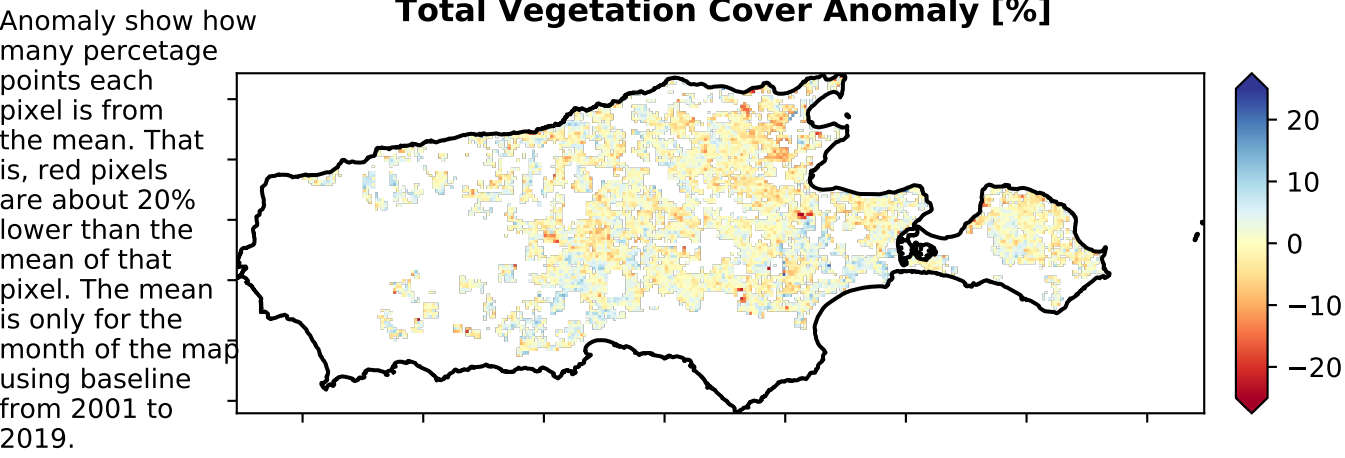 Total Vegetation Cover Anomaly [%]
Anomaly show how
many percetage
points each
pixel is from
the mean. That
is, red pixels
are about 20%
lower than the
mean of that
pixel. The mean
is only for the
month of the map
using baseline
from 2001 to
2019.
20
10
0
−10
−20